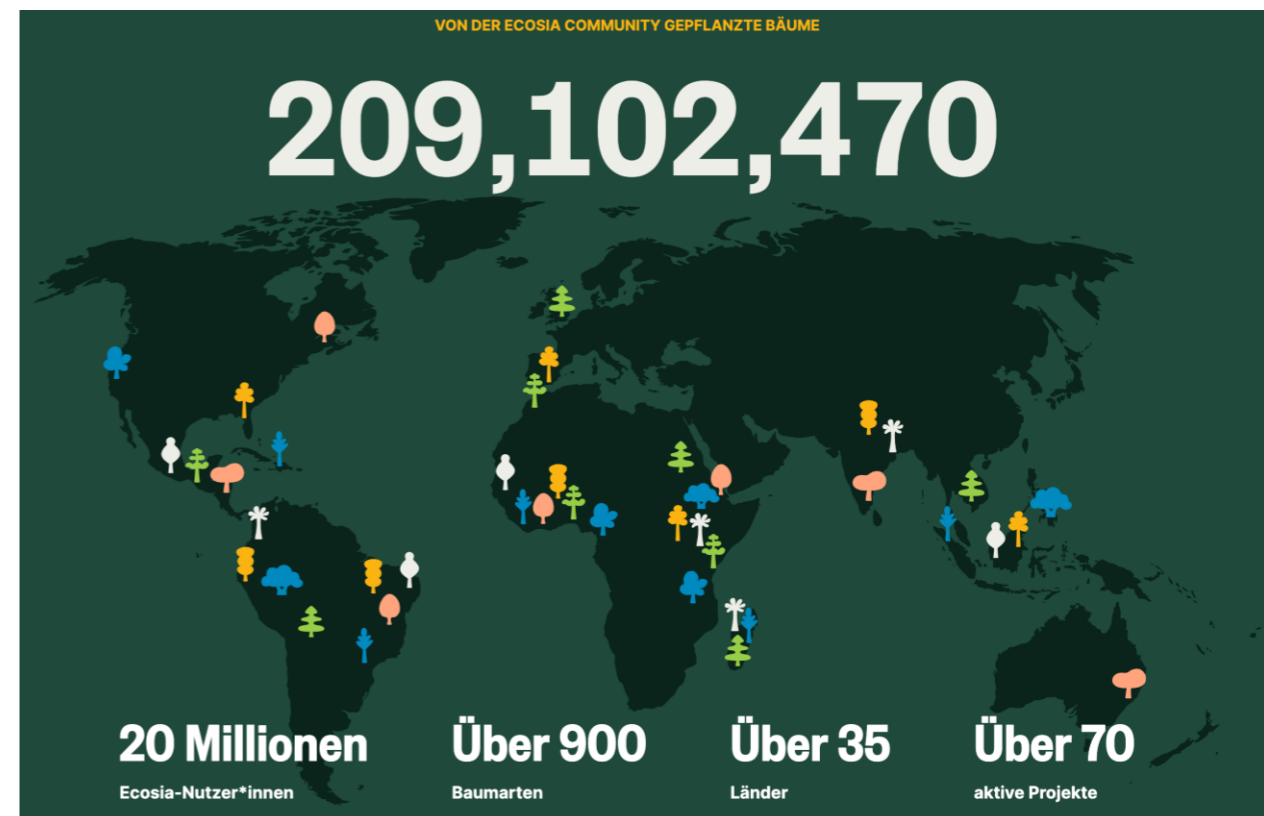 VON DER ECOSIA COMMUNITY GEPFLANZTE BÄUME
209,102,470
20 Millionen
Ecosia-Nutzer*innen
Über 900
Baumarten
Über 35
Länder
Über 70
aktive Projekte